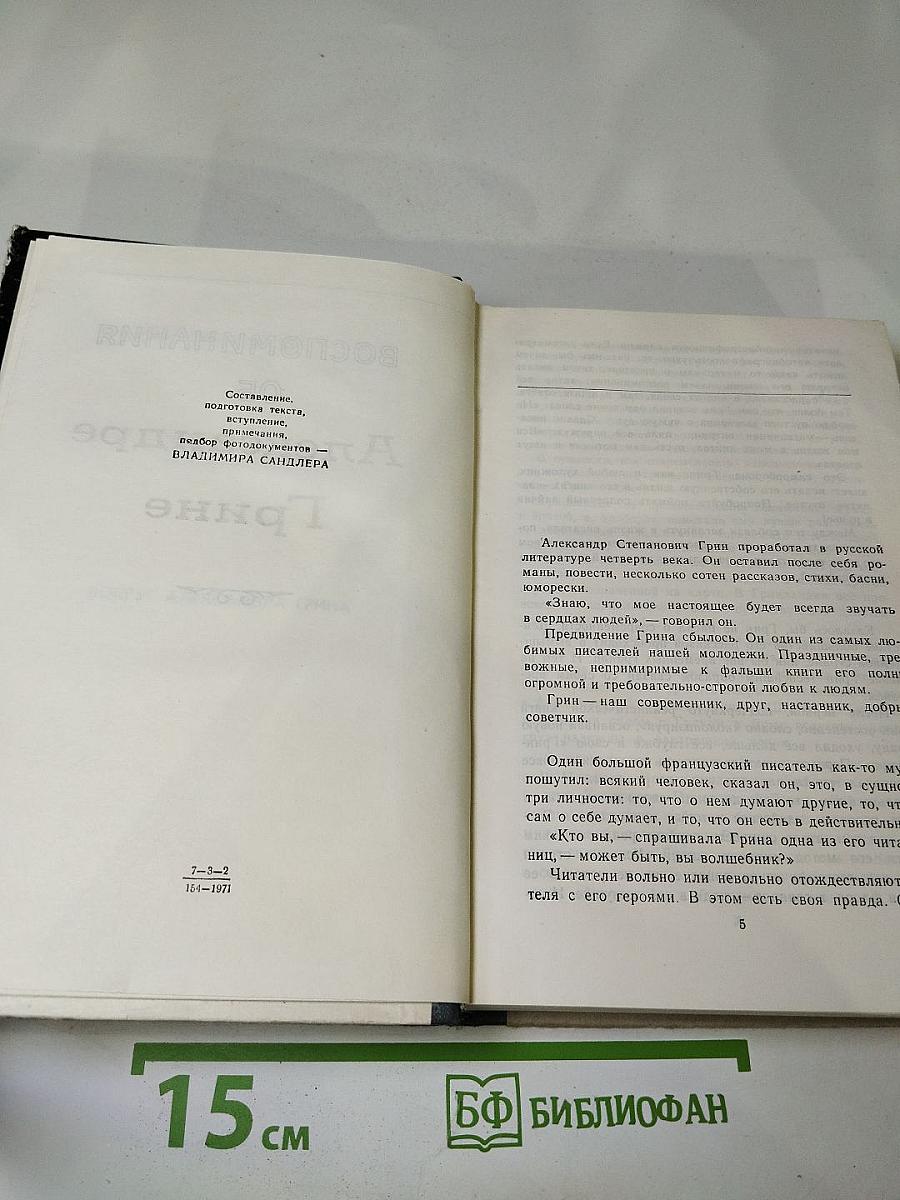 Составление,
подготовка текста,
вступление,
примечания,
подбор фотодокументов —
ВЛАДИМИРА САНДЛЕРА
7—3—2
154—1971
Александр Степанович Грин проработал в русской
литературе четверть века. Он оставил после себя ро-
маны, повести, несколько сотен рассказов, стихи, басни,
юморески.
«Знаю, что мое настоящее будет всегда звучать
в сердцах людей», — говорил он.
Предвидение Грина сбылось. Он один из самых лю-
бимых писателей нашей молодежи. Праздничные, тре
вожные, непримиримые к фальши книги его полн
огромной и требовательно-строгой любви к людям.
Грин — наш современник, друг, наставник, добры
советчик.
Один большой французский писатель как-то му
пошутил: всякий человек, сказал он, это, в сущно
три личности: то, что о нем думают другие, то, чт
сам о себе думает, и то, что он есть в действительн
«Кто вы, — спрашивала Грина одна из его чита
ниц, — может быть, вы волшебник?»
Читатели вольно или невольно отождествляют
теля с его героями. В этом есть своя правда.
5
15 см
БФ БИБЛИОФАН